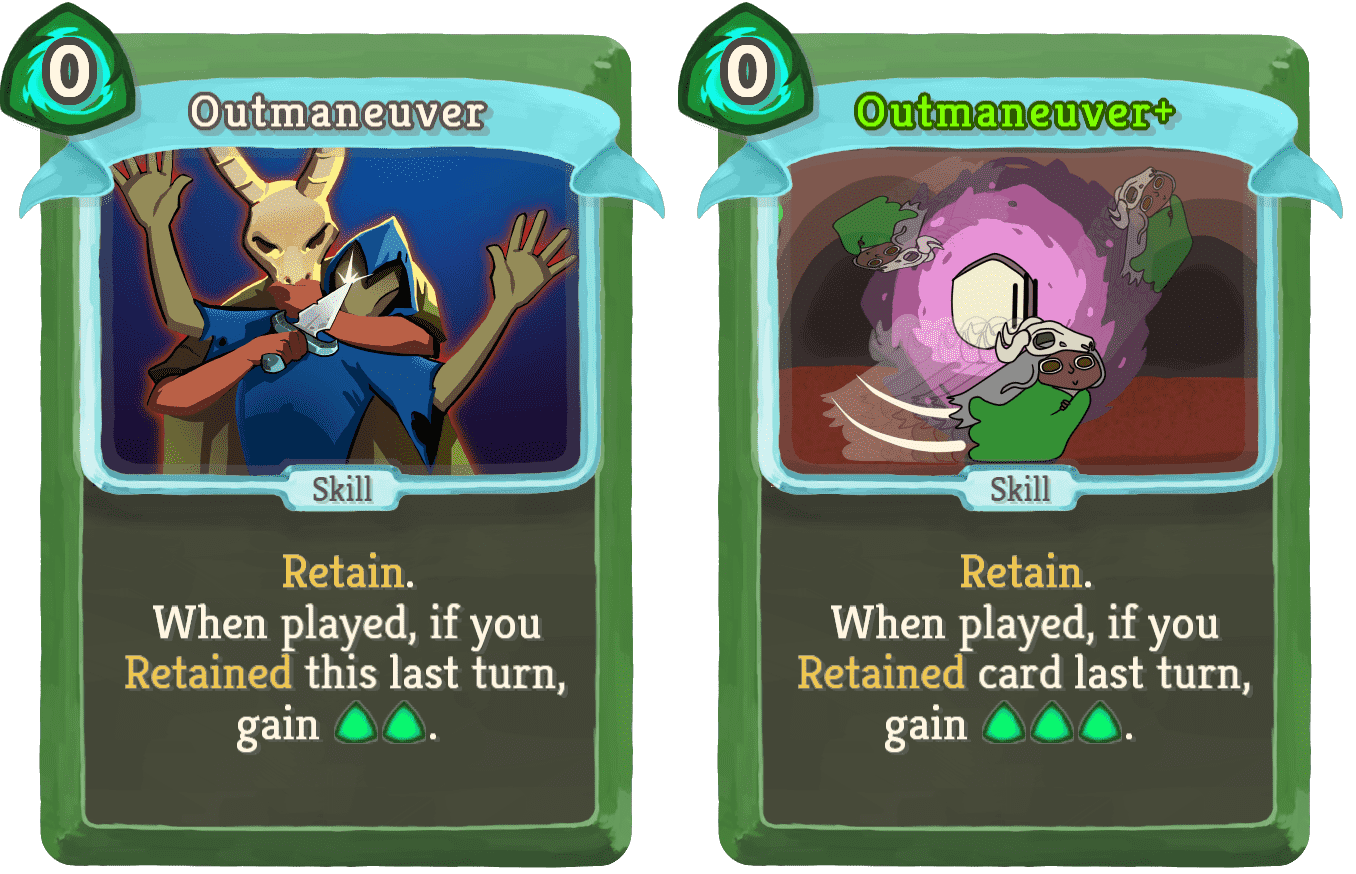 0
Outmaneuver
Skill
Retain.
When played, if you
Retained this last turn,
gain .
0
Outmaneuver+
Skill
Retain.
When played, if you
Retained card last turn,
gain .